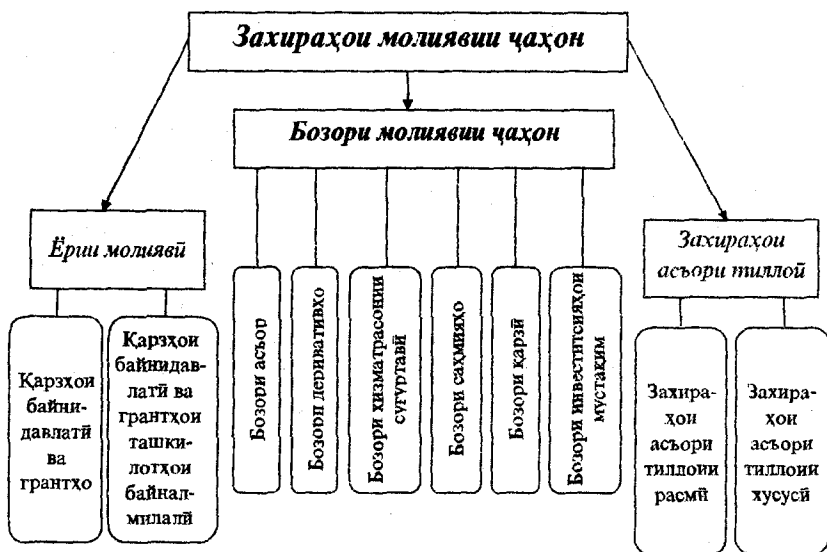 Захираҳои молиявии ҷаҳон
Бозори молиявии ҷаҳон
Ёрии молиявӣ
Захираҳои
асъори тиллоӣ
Қарзҳои
байни-
давлатӣ
ва
грантҳо
Қарзҳои
байнидав-
латӣ ва
грантҳои
ташки-
лотҳои
байнал-
милалӣ
Бозори асъор
Бозори деривативҳо
Бозори хизматрасонии
суғуртавӣ
Бозори саҳмияҳо
Бозори қарзӣ
Бозори инвеститсияҳои
мустақим
Захира-
ҳои
асъори
тиллоии
расмӣ
Захира-
ҳои
асъори
тиллоии
хусусӣ